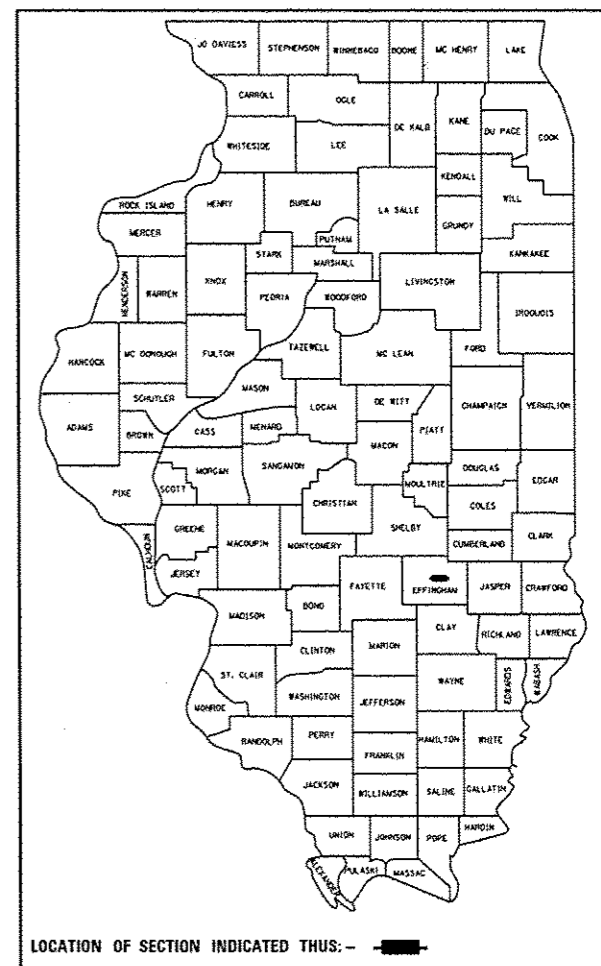 JO DAVIESS STEPHENSON WINNEBAGO BOONE MC HENRY LAKE
CARROLL OGLE DE KALB KANE DU PAGE COOK
WHITESIDE LEE KENDALL WILL
ROCK ISLAND HENRY BUREAU LA SALLE GRUNDY
MERCER PUTNAM KANKAKEE
STARK MARSHALL LIVINGSTON
HENDERSON WARREN KNOX PEORIA WOODFORD IROQUOIS
HANCOCK MC DONOUGH FULTON TAZEWELL MC LEAN FORD
SCHUYLER MASON
ADAMS BROWN CASS MENARD LOGAN DE WITT PIATT CHAMPAIGN VERMILION
MACON
PIKE SCOTT MORGAN SANGAMON CHRISTIAN MOULTRIE DOUGLAS EDGAR
COLES
CALHOUN GREENE MACOUPIN MONTGOMERY SHELBY CUMBERLAND CLARK
JERSEY FAYETTE EFFINGHAM JASPER CRAWFORD
MADISON BOND CLAY RICHLAND LAWRENCE
CLINTON MARION
ST. CLAIR WAYNE EDWARDS WABASH
MONROE WASHINGTON JEFFERSON
RANDOLPH PERRY HAMILTON WHITE
FRANKLIN
JACKSON WILLIAMSON SALINE GALLATIN
UNION JOHNSON POPE HARDIN
ALEXANDER PULASKI MASSAC
LOCATION OF SECTION INDICATED THUS: -